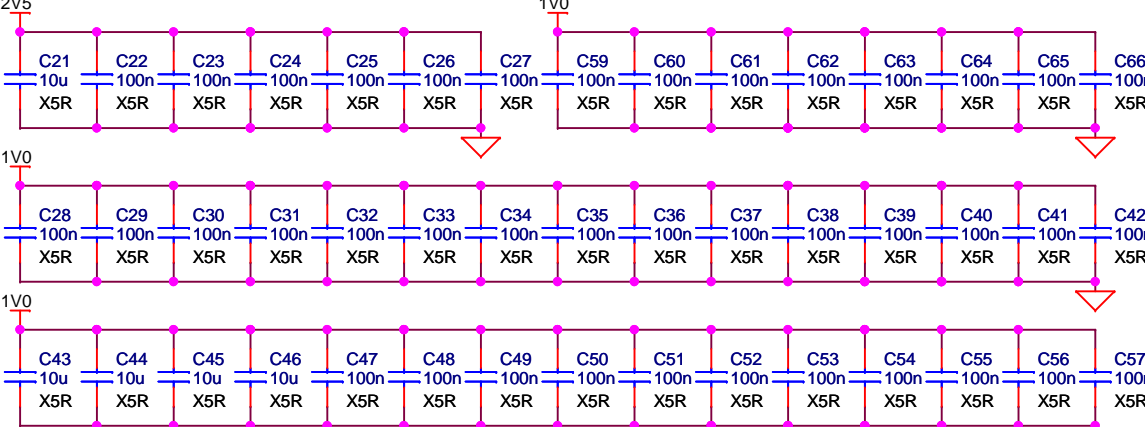 2V5 1V0
C21 C22 C23 C24 C25 C26 C27 C59 C60 C61 C62 C63 C64 C65 C66
10u 100n 100n 100n 100n 100n 100n 100n 100n 100n 100n 100n 100n 100n 100n
X5R X5R X5R X5R X5R X5R X5R X5R X5R X5R X5R X5R X5R X5R X5R
1V0
C28 C29 C30 C31 C32 C33 C34 C35 C36 C37 C38 C39 C40 C41 C42
100n 100n 100n 100n 100n 100n 100n 100n 100n 100n 100n 100n 100n 100n 100n
X5R X5R X5R X5R X5R X5R X5R X5R X5R X5R X5R X5R X5R X5R X5R
1V0
C43 C44 C45 C46 C47 C48 C49 C50 C51 C52 C53 C54 C55 C56 C57
10u 10u 10u 10u 100n 100n 100n 100n 100n 100n 100n 100n 100n 100n 100n
X5R X5R X5R X5R X5R X5R X5R X5R X5R X5R X5R X5R X5R X5R X5R